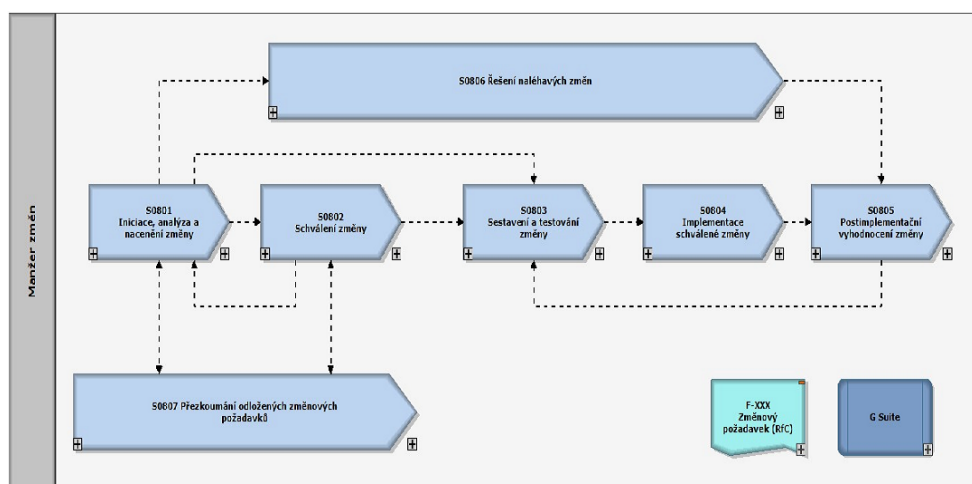 S0806 Řešení naléhavých změn
Manžer změn
S0801
Iniciace, analýza a
nacenění změny
S0802
Schválení změny
S0803
Sestavení a testování
změny
S0804
Implementace
schválené změny
S0805
Postimplementační
vyhodnocení změny
S0807 Přezkoumání odložených změnových
požadavků
F-XXX
Změnový
požadavek (RfC)
G Suite